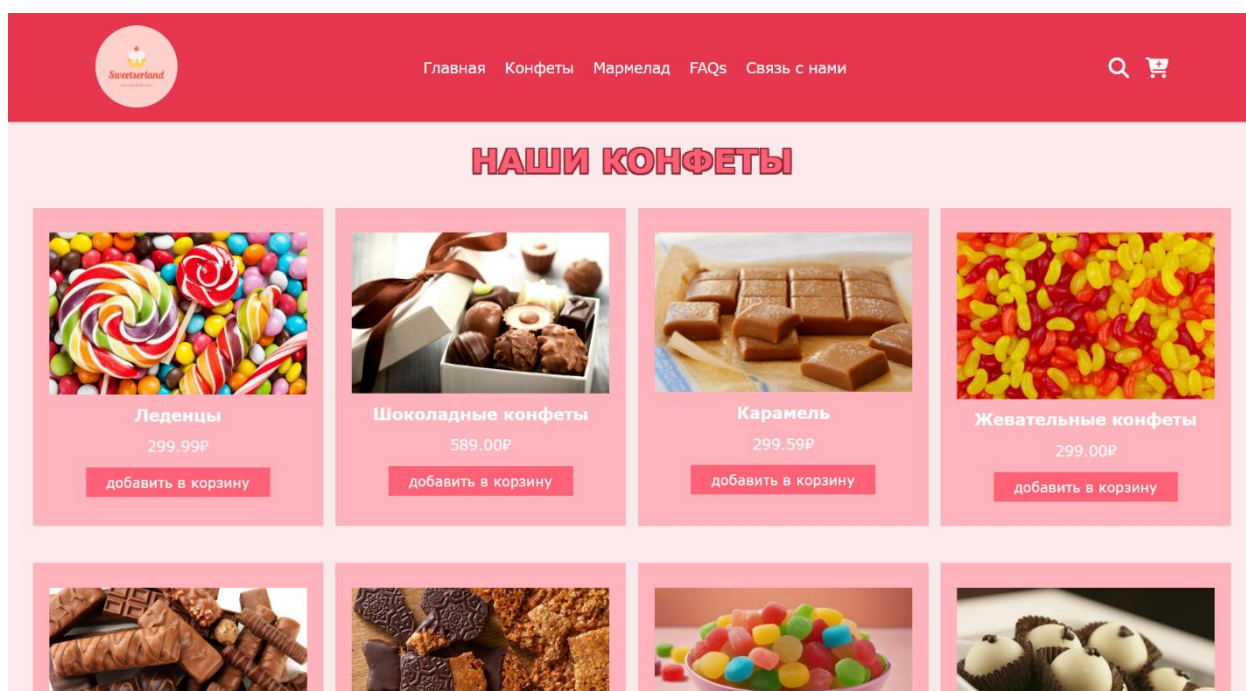 Sweetserland
Главная Конфеты Мармелад FAQs Связь с нами
НАШИ КОНФЕТЫ
Леденцы
299.99₽
добавить в корзину
Шоколадные конфеты
589.00₽
добавить в корзину
Карамель
299.59₽
добавить в корзину
Жевательные конфеты
299.00₽
добавить в корзину